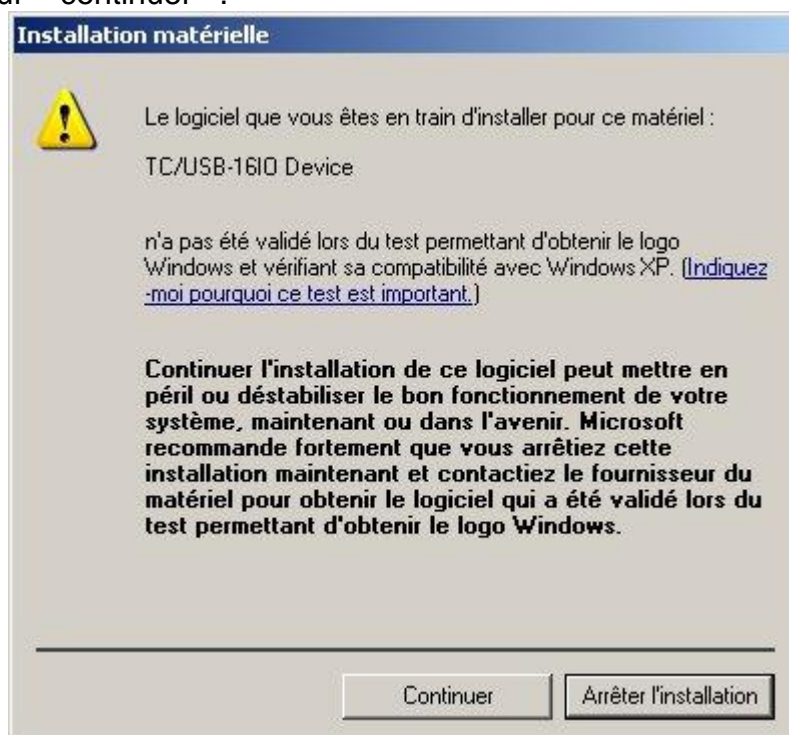 continuer
Installation matérielle
Le logiciel que vous êtes en train d'installer pour ce matériel :
TC/USB-16IO Device
n'a pas été validé lors du test permettant d'obtenir le logo
Windows et vérifiant sa compatibilité avec Windows XP. (Indiquez
-moi pourquoi ce test est important.)
Continuer l'installation de ce logiciel peut mettre en
péril ou déstabiliser le bon fonctionnement de votre
système, maintenant ou dans l'avenir. Microsoft
recommande fortement que vous arrêtiez cette
installation maintenant et contactiez le fournisseur du
matériel pour obtenir le logiciel qui a été validé lors du
test permettant d'obtenir le logo Windows.
Continuer
Arrêter l'installation